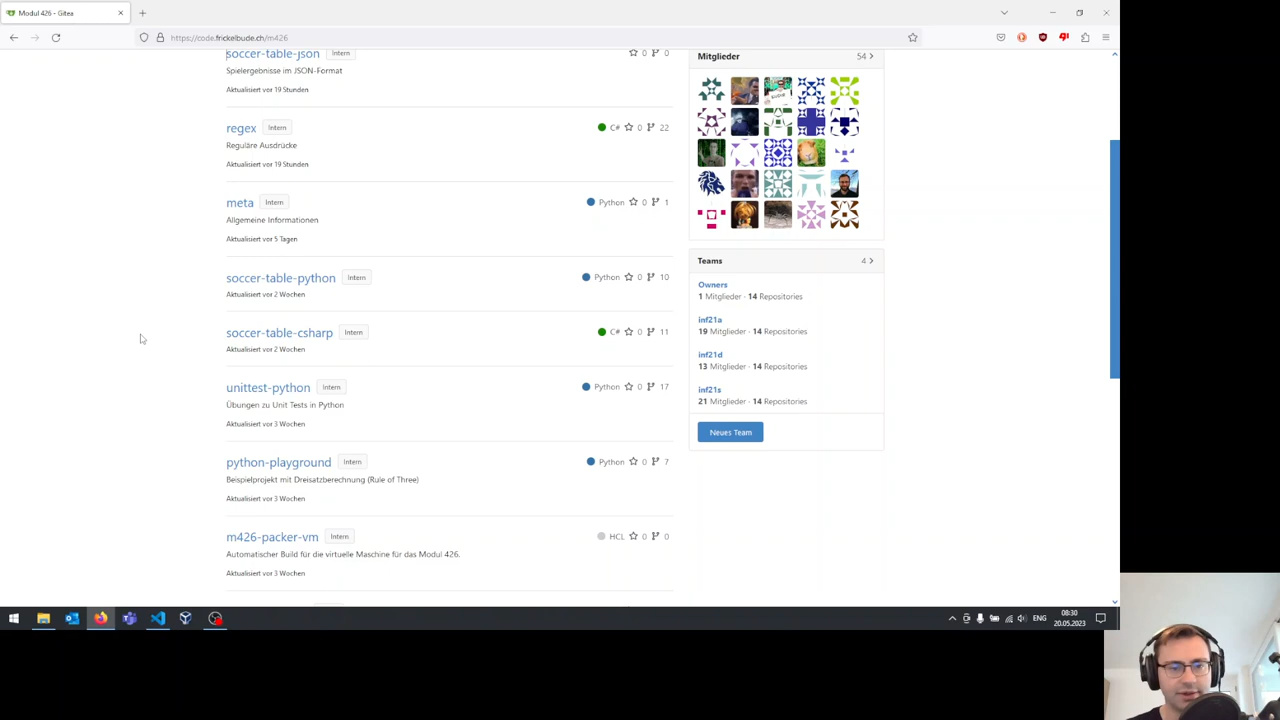 Modul 426 - Gitea
https://code.frickelbude.ch/m426
soccer-table-json Intern 0 0
Spielergebnisse im JSON-Format
Aktualisiert vor 19 Stunden
regex Intern C# 0 22
Reguläre Ausdrücke
Aktualisiert vor 19 Stunden
meta Intern Python 0 1
Allgemeine Informationen
Aktualisiert vor 5 Tagen
soccer-table-python Intern Python 0 10
Aktualisiert vor 2 Wochen
soccer-table-csharp Intern C# 0 11
Aktualisiert vor 2 Wochen
unittest-python Intern Python 0 17
Übungen zu Unit Tests in Python
Aktualisiert vor 3 Wochen
python-playground Intern Python 0 7
Beispielprojekt mit Dreisatzberechnung (Rule of Three)
Aktualisiert vor 3 Wochen
m426-packer-vm Intern HCL 0 0
Automatischer Build für die virtuelle Maschine für das Modul 426.
Aktualisiert vor 3 Wochen
Mitglieder 54
Teams 4
Owners
1 Mitglieder · 14 Repositories
inf21a
19 Mitglieder · 14 Repositories
inf21d
13 Mitglieder · 14 Repositories
inf21s
21 Mitglieder · 14 Repositories
Neues Team
ENG
08:30
20.05.2023